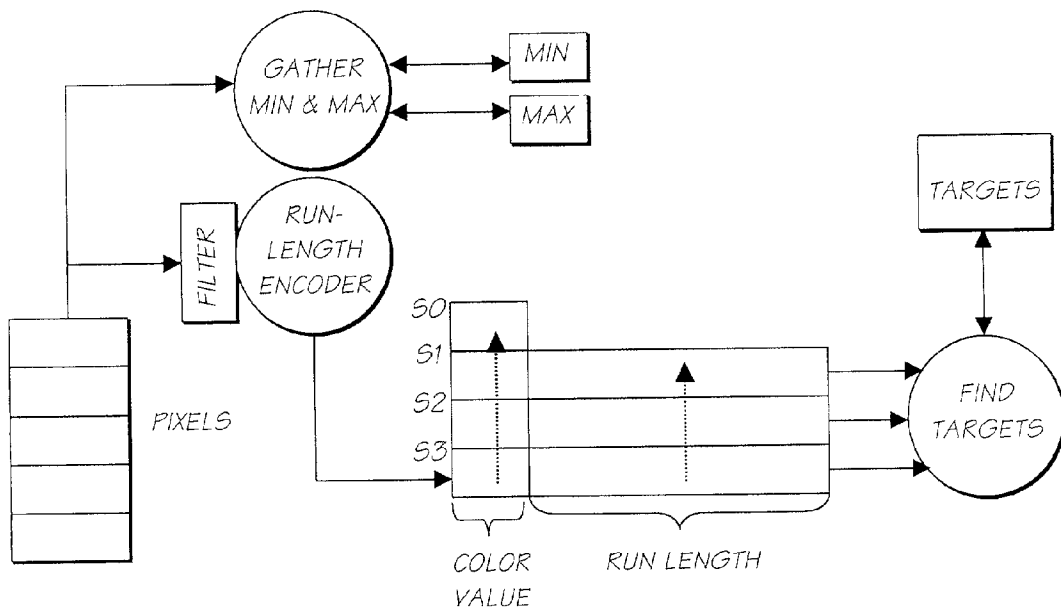 GATHER
MIN & MAX
MIN
MAX
TARGETS
FILTER
RUN-
LENGTH
ENCODER
S0
S1
S2
S3
PIXELS
FIND
TARGETS
COLOR
VALUE
RUN LENGTH